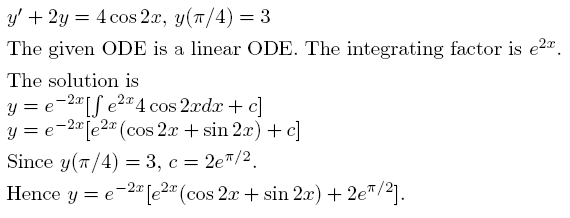 y′ + 2y = 4 cos 2x, y(π/4) = 3
The given ODE is a linear ODE. The integrating factor is e^{2x}.
The solution is
y = e^{−2x}[∫ e^{2x}4 cos 2xdx + c]
y = e^{−2x}[e^{2x}(cos 2x + sin 2x) + c]
Since y(π/4) = 3, c = 2e^{π/2}.
Hence y = e^{−2x}[e^{2x}(cos 2x + sin 2x) + 2e^{π/2}].